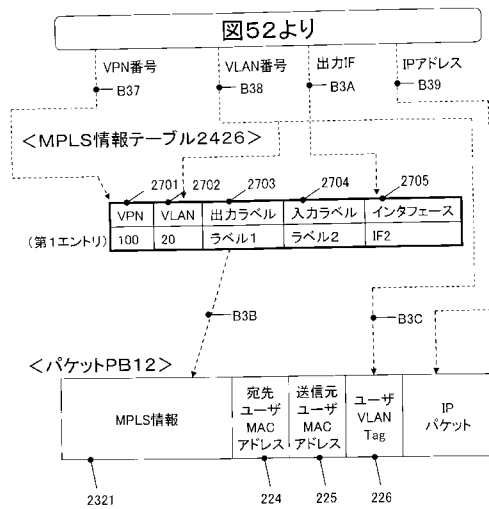 図52より
VPN番号
VLAN番号
出力IF
IPアドレス
B37
B38
B3A
B39
＜MPLS情報テーブル2426＞
2701
2702
2703
2704
2705
VPN
VLAN
出力ラベル
入力ラベル
インタフェース
(第1エントリ)
100
20
ラベル1
ラベル2
IF2
B3B
B3C
＜パケットPB12＞
MPLS情報
宛先
ユーザ
MAC
アドレス
送信元
ユーザ
MAC
アドレス
ユーザ
VLAN
Tag
IP
パケット
2321
224
225
226